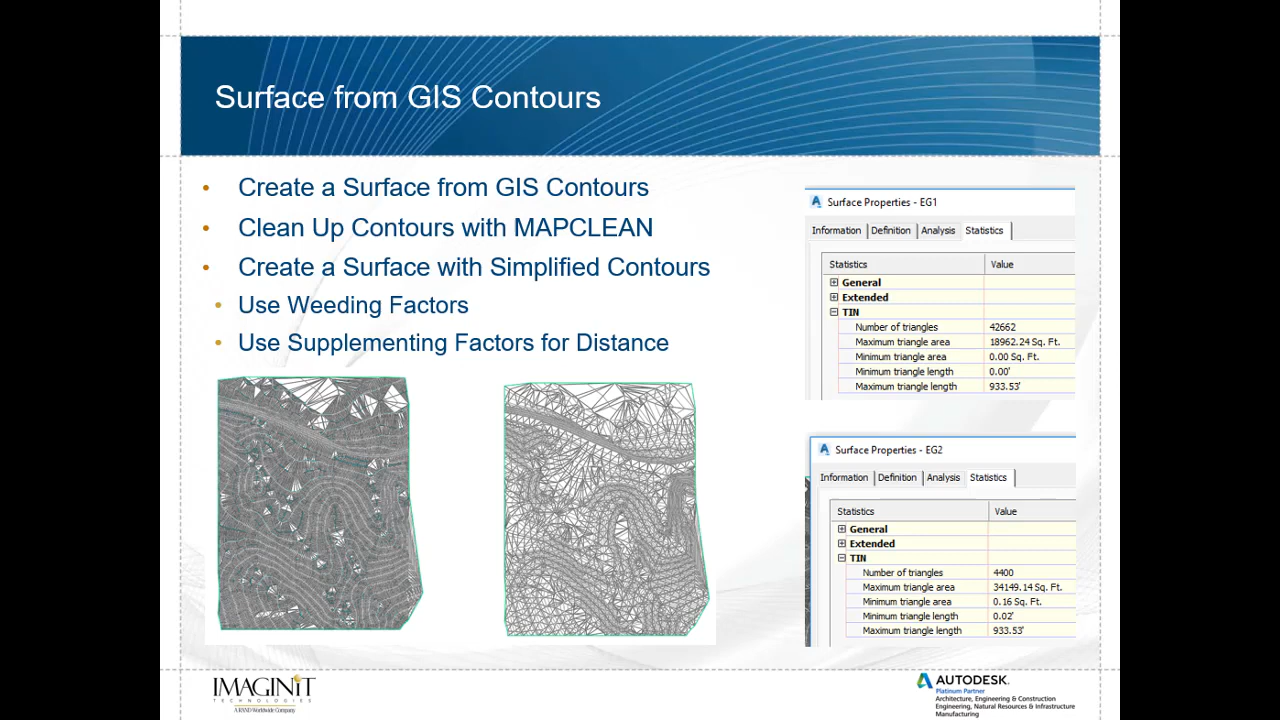 Surface from GIS Contours
• Create a Surface from GIS Contours
• Clean Up Contours with MAPCLEAN
• Create a Surface with Simplified Contours
• Use Weeding Factors
• Use Supplementing Factors for Distance
Surface Properties - EG1
Information Definition Analysis Statistics
Statistics Value
General
Extended
TIN
Number of triangles 42662
Maximum triangle area 18962.24 Sq. Ft.
Minimum triangle area 0.00 Sq. Ft.
Minimum triangle length 0.00'
Maximum triangle length 933.53'
Surface Properties - EG2
Information Definition Analysis Statistics
Statistics Value
General
Extended
TIN
Number of triangles 4400
Maximum triangle area 34149.14 Sq. Ft.
Minimum triangle area 0.16 Sq. Ft.
Minimum triangle length 0.02'
Maximum triangle length 933.53'
IMAGINiT
TECHNOLOGIES
A RAND Worldwide Company
AUTODESK.
Platinum Partner
Architecture, Engineering & Construction
Engineering, Natural Resources & Infrastructure
Manufacturing